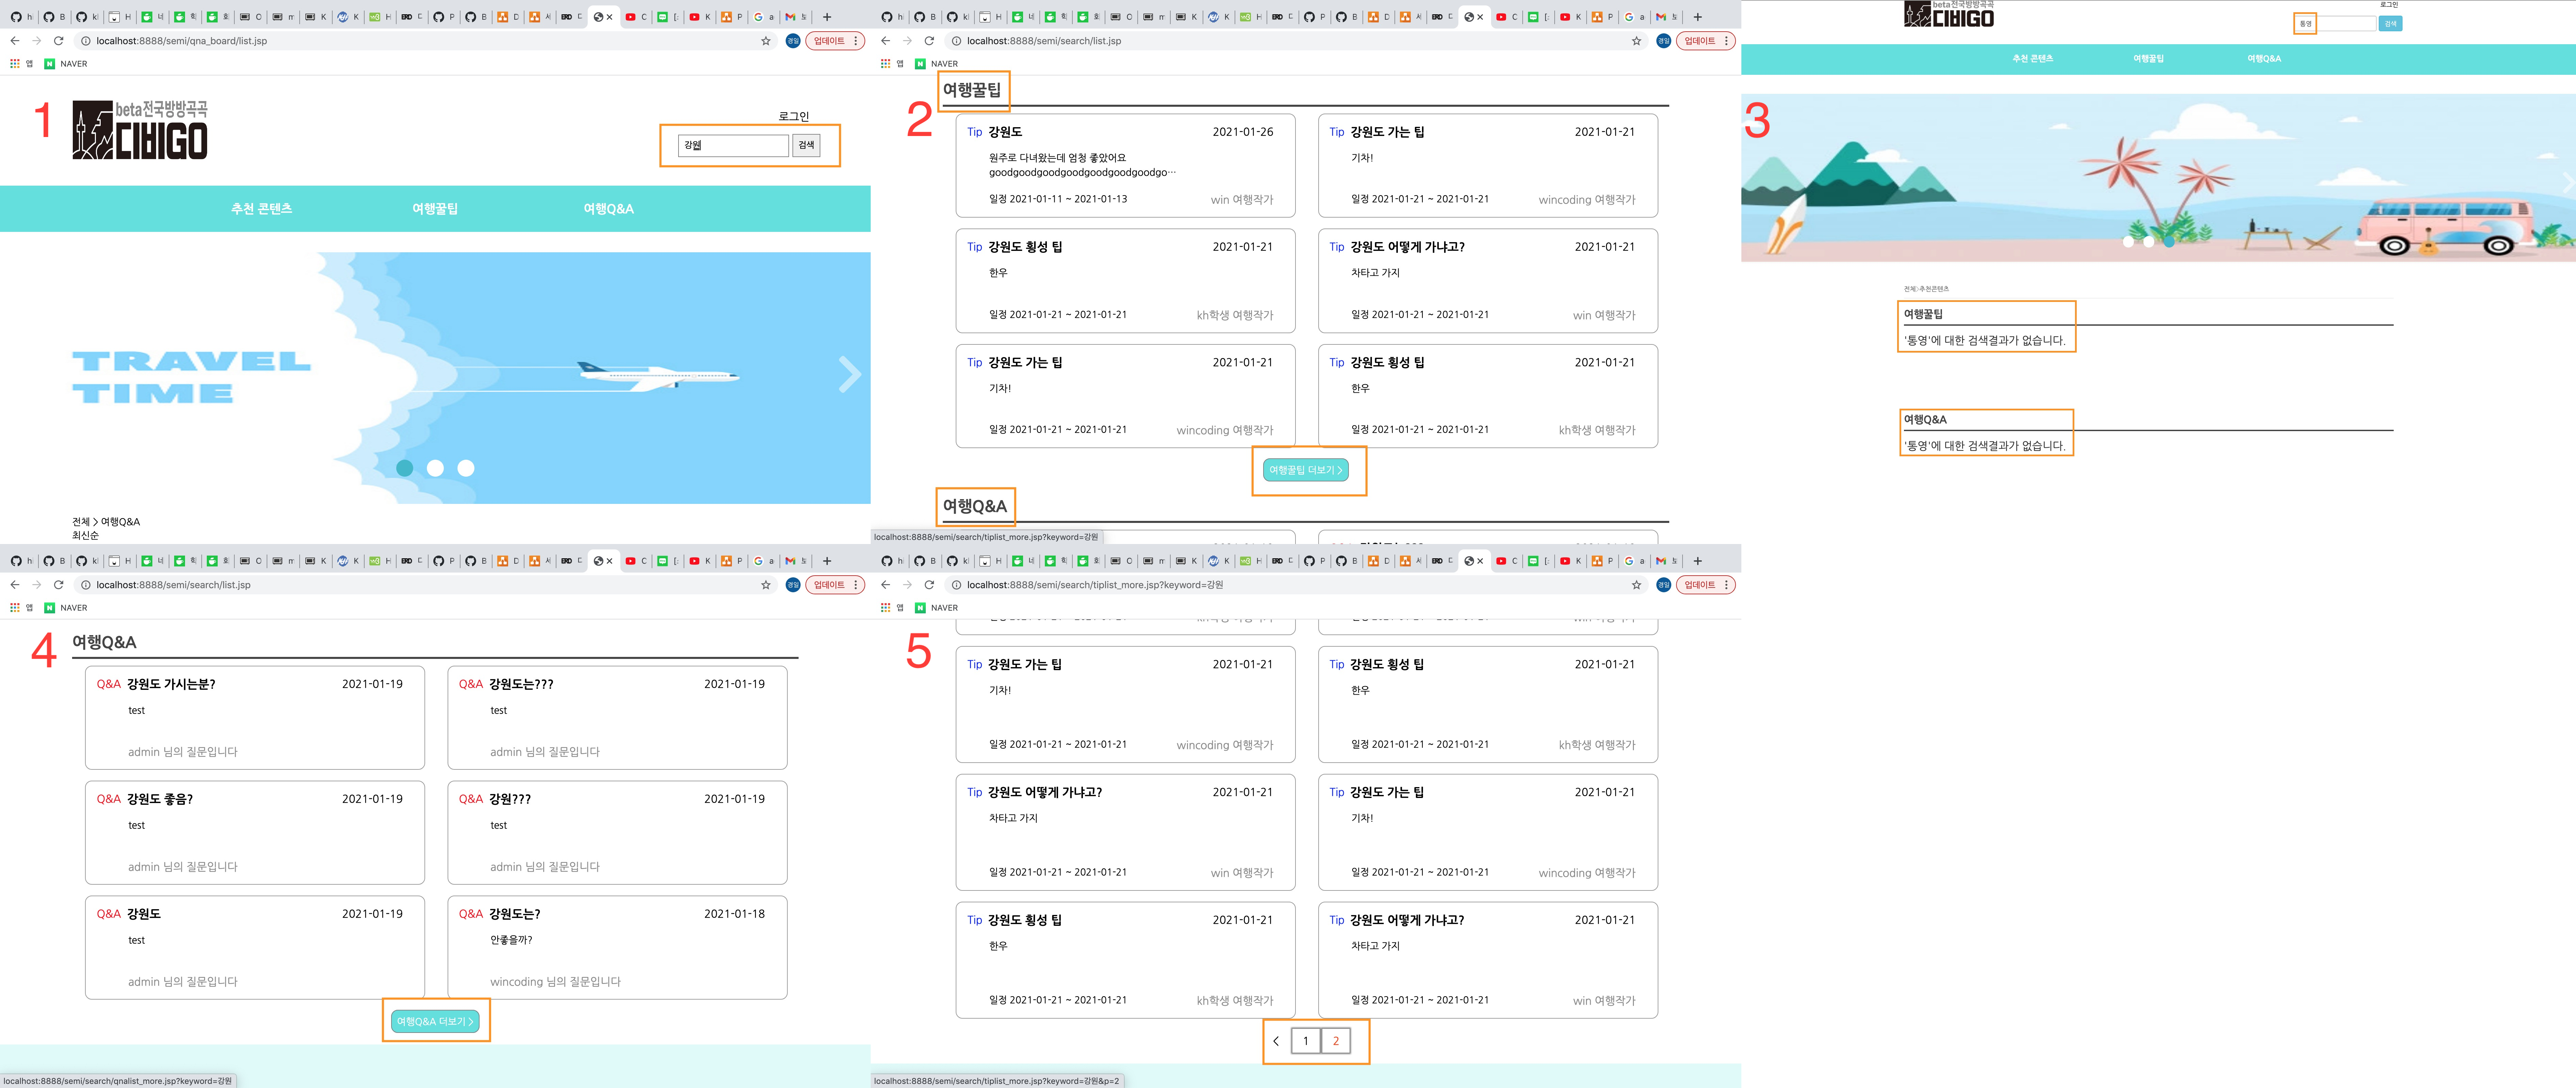 localhost:8888/semi/qna_board/list.jsp
경일
업데이트
앱
NAVER
1
beta전국방방곡곡
CIBIGO
로그인
강원
검색
추천 콘텐츠
여행꿀팁
여행Q&A
TRAVEL
TIME
전체 > 여행Q&A
최신순
localhost:8888/semi/search/list.jsp
경일
업데이트
앱
NAVER
2
여행꿀팁
Tip 강원도 2021-01-26
원주로 다녀왔는데 엄청 좋았어요
goodgoodgoodgoodgoodgoodgoodgo…
일정 2021-01-11 ~ 2021-01-13 win 여행작가
Tip 강원도 가는 팁 2021-01-21
기차!
일정 2021-01-21 ~ 2021-01-21 wincoding 여행작가
Tip 강원도 횡성 팁 2021-01-21
한우
일정 2021-01-21 ~ 2021-01-21 kh학생 여행작가
Tip 강원도 어떻게 가냐고? 2021-01-21
차타고 가지
일정 2021-01-21 ~ 2021-01-21 win 여행작가
Tip 강원도 가는 팁 2021-01-21
기차!
일정 2021-01-21 ~ 2021-01-21 wincoding 여행작가
Tip 강원도 횡성 팁 2021-01-21
한우
일정 2021-01-21 ~ 2021-01-21 kh학생 여행작가
여행꿀팁 더보기 >
여행Q&A
localhost:8888/semi/search/tiplist_more.jsp?keyword=강원
3
beta전국방방곡곡
CIBIGO
로그인
통영
검색
추천 콘텐츠
여행꿀팁
여행Q&A
전체>추천콘텐츠
여행꿀팁
'통영'에 대한 검색결과가 없습니다.
여행Q&A
'통영'에 대한 검색결과가 없습니다.
localhost:8888/semi/search/list.jsp
경일
업데이트
앱
NAVER
4
여행Q&A
Q&A 강원도 가시는분? 2021-01-19
test
admin 님의 질문입니다
Q&A 강원도는??? 2021-01-19
test
admin 님의 질문입니다
Q&A 강원도 좋음? 2021-01-19
test
admin 님의 질문입니다
Q&A 강원??? 2021-01-19
test
admin 님의 질문입니다
Q&A 강원도 2021-01-19
test
admin 님의 질문입니다
Q&A 강원도는? 2021-01-18
안좋을까?
wincoding 님의 질문입니다
여행Q&A 더보기 >
localhost:8888/semi/search/qnalist_more.jsp?keyword=강원
localhost:8888/semi/search/tiplist_more.jsp?keyword=강원
경일
업데이트
앱
NAVER
5
Tip 강원도 가는 팁 2021-01-21
기차!
일정 2021-01-21 ~ 2021-01-21 wincoding 여행작가
Tip 강원도 횡성 팁 2021-01-21
한우
일정 2021-01-21 ~ 2021-01-21 kh학생 여행작가
Tip 강원도 어떻게 가냐고? 2021-01-21
차타고 가지
일정 2021-01-21 ~ 2021-01-21 win 여행작가
Tip 강원도 가는 팁 2021-01-21
기차!
일정 2021-01-21 ~ 2021-01-21 wincoding 여행작가
Tip 강원도 횡성 팁 2021-01-21
한우
일정 2021-01-21 ~ 2021-01-21 kh학생 여행작가
Tip 강원도 어떻게 가냐고? 2021-01-21
차타고 가지
일정 2021-01-21 ~ 2021-01-21 win 여행작가
< 1 2
localhost:8888/semi/search/tiplist_more.jsp?keyword=강원&p=2